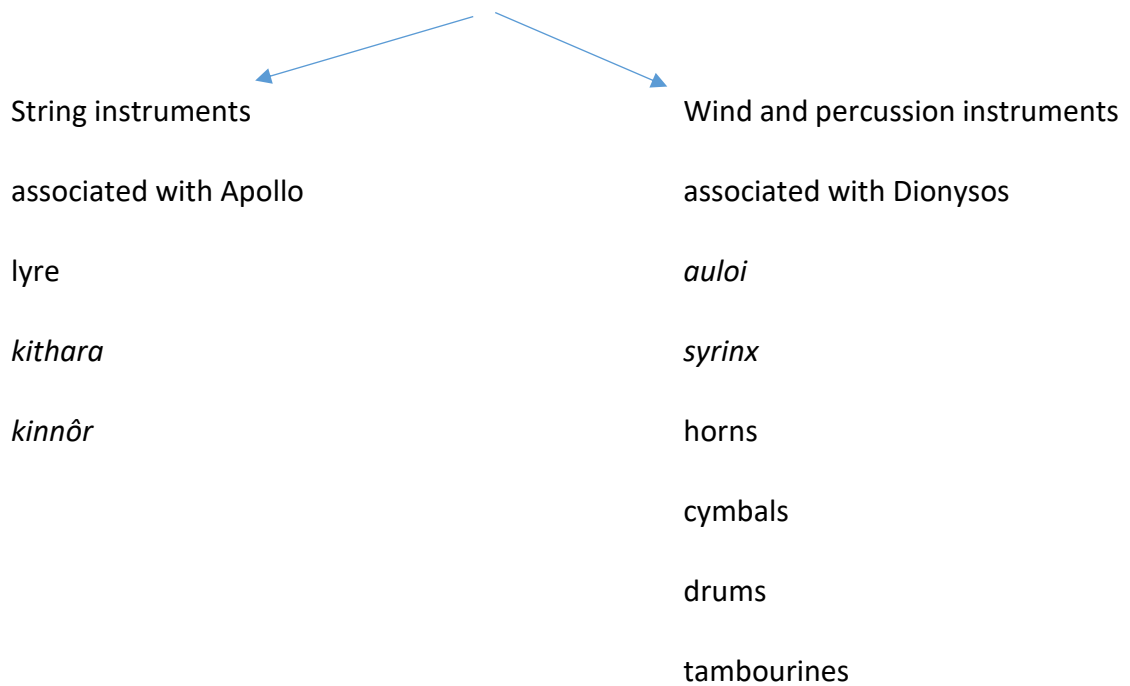 String instruments
associated with Apollo
lyre
kithara
kinnôr
Wind and percussion instruments
associated with Dionysos
auloi
syrinx
horns
cymbals
drums
tambourines